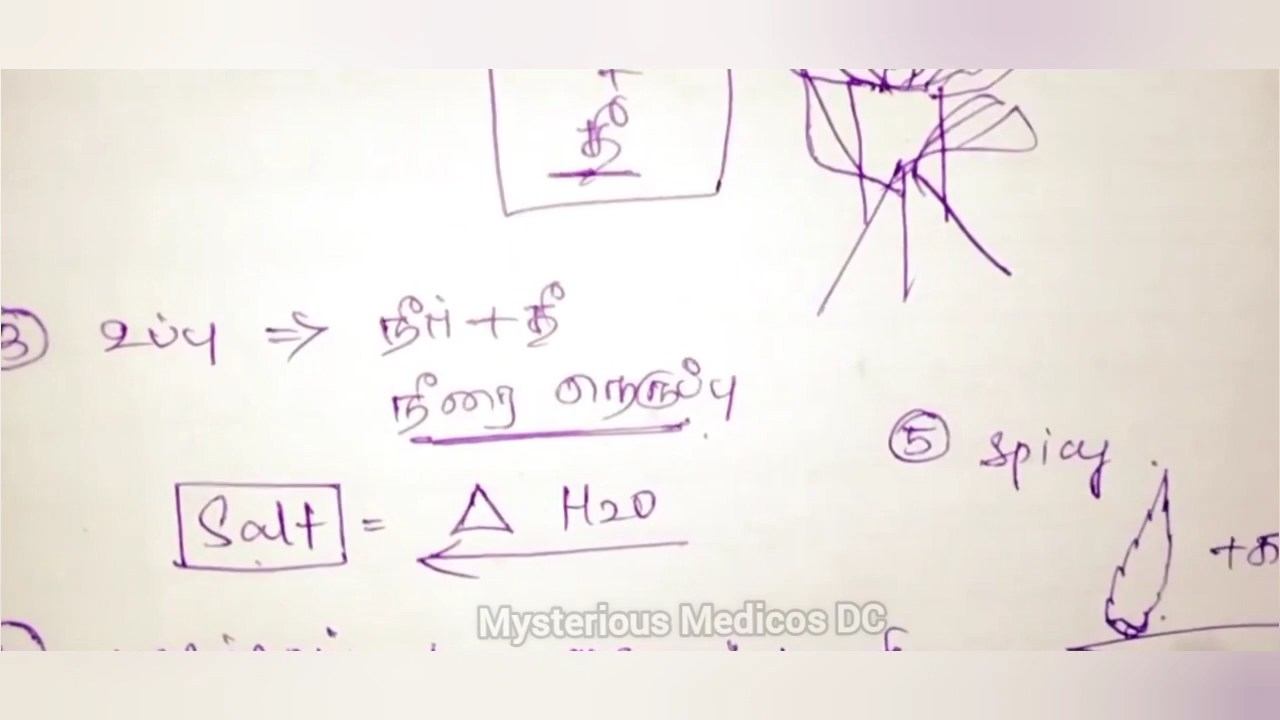 +
தீ
③ உப்பு ⇒ நீர் + தீ
நீரை நெருப்பு
Salt = Δ H2O
⑤ spicy
Mysterious Medicos DC